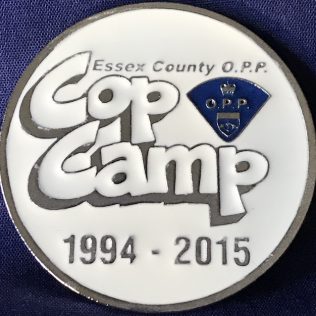 Essex County O.P.P.
Cop
O.P.P.
Camp
1994 - 2015